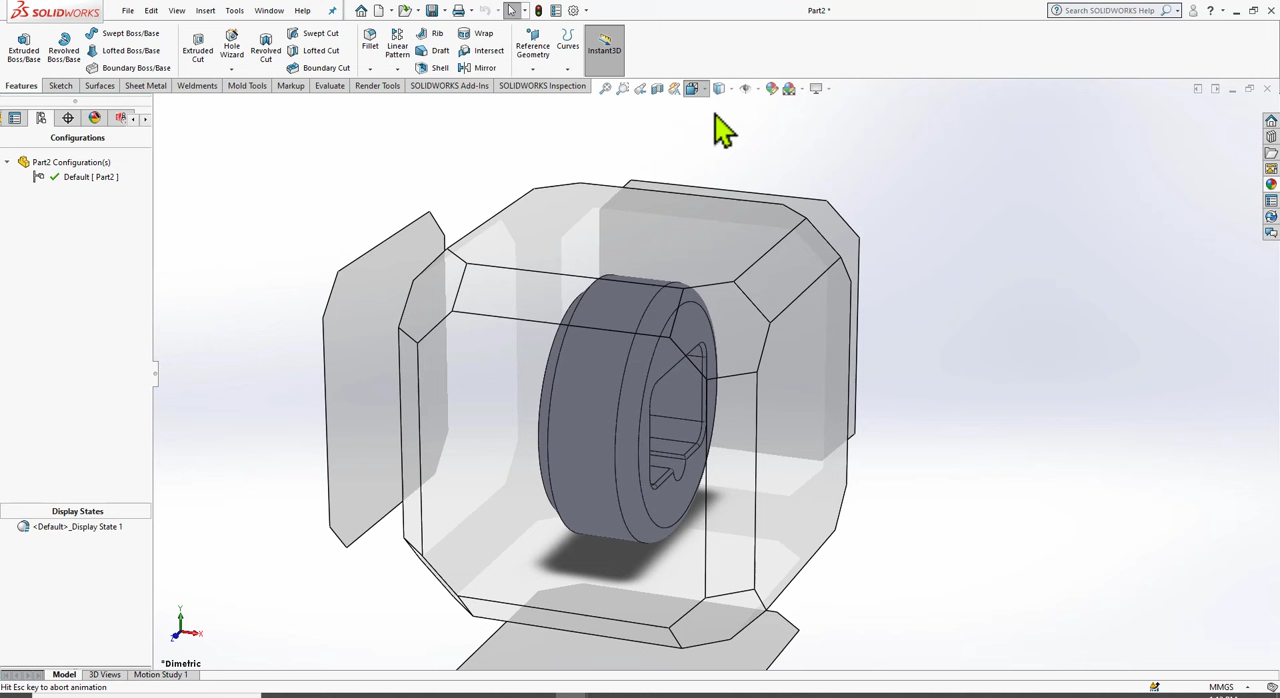 SOLIDWORKS
File Edit View Insert Tools Window Help
Part2 *
Search SOLIDWORKS Help
Extruded Boss/Base
Revolved Boss/Base
Swept Boss/Base
Lofted Boss/Base
Boundary Boss/Base
Extruded Cut
Hole Wizard
Revolved Cut
Swept Cut
Lofted Cut
Boundary Cut
Fillet
Linear Pattern
Rib
Draft
Shell
Wrap
Intersect
Mirror
Reference Geometry
Curves
Instant3D
Features Sketch Surfaces Sheet Metal Weldments Mold Tools Markup Evaluate Render Tools SOLIDWORKS Add-Ins SOLIDWORKS Inspection
Configurations
Part2 Configuration(s)
Default [ Part2 ]
Display States
<Default>_Display State 1
Y
X
Z
*Dimetric
Model 3D Views Motion Study 1
Hit Esc key to abort animation
MMGS